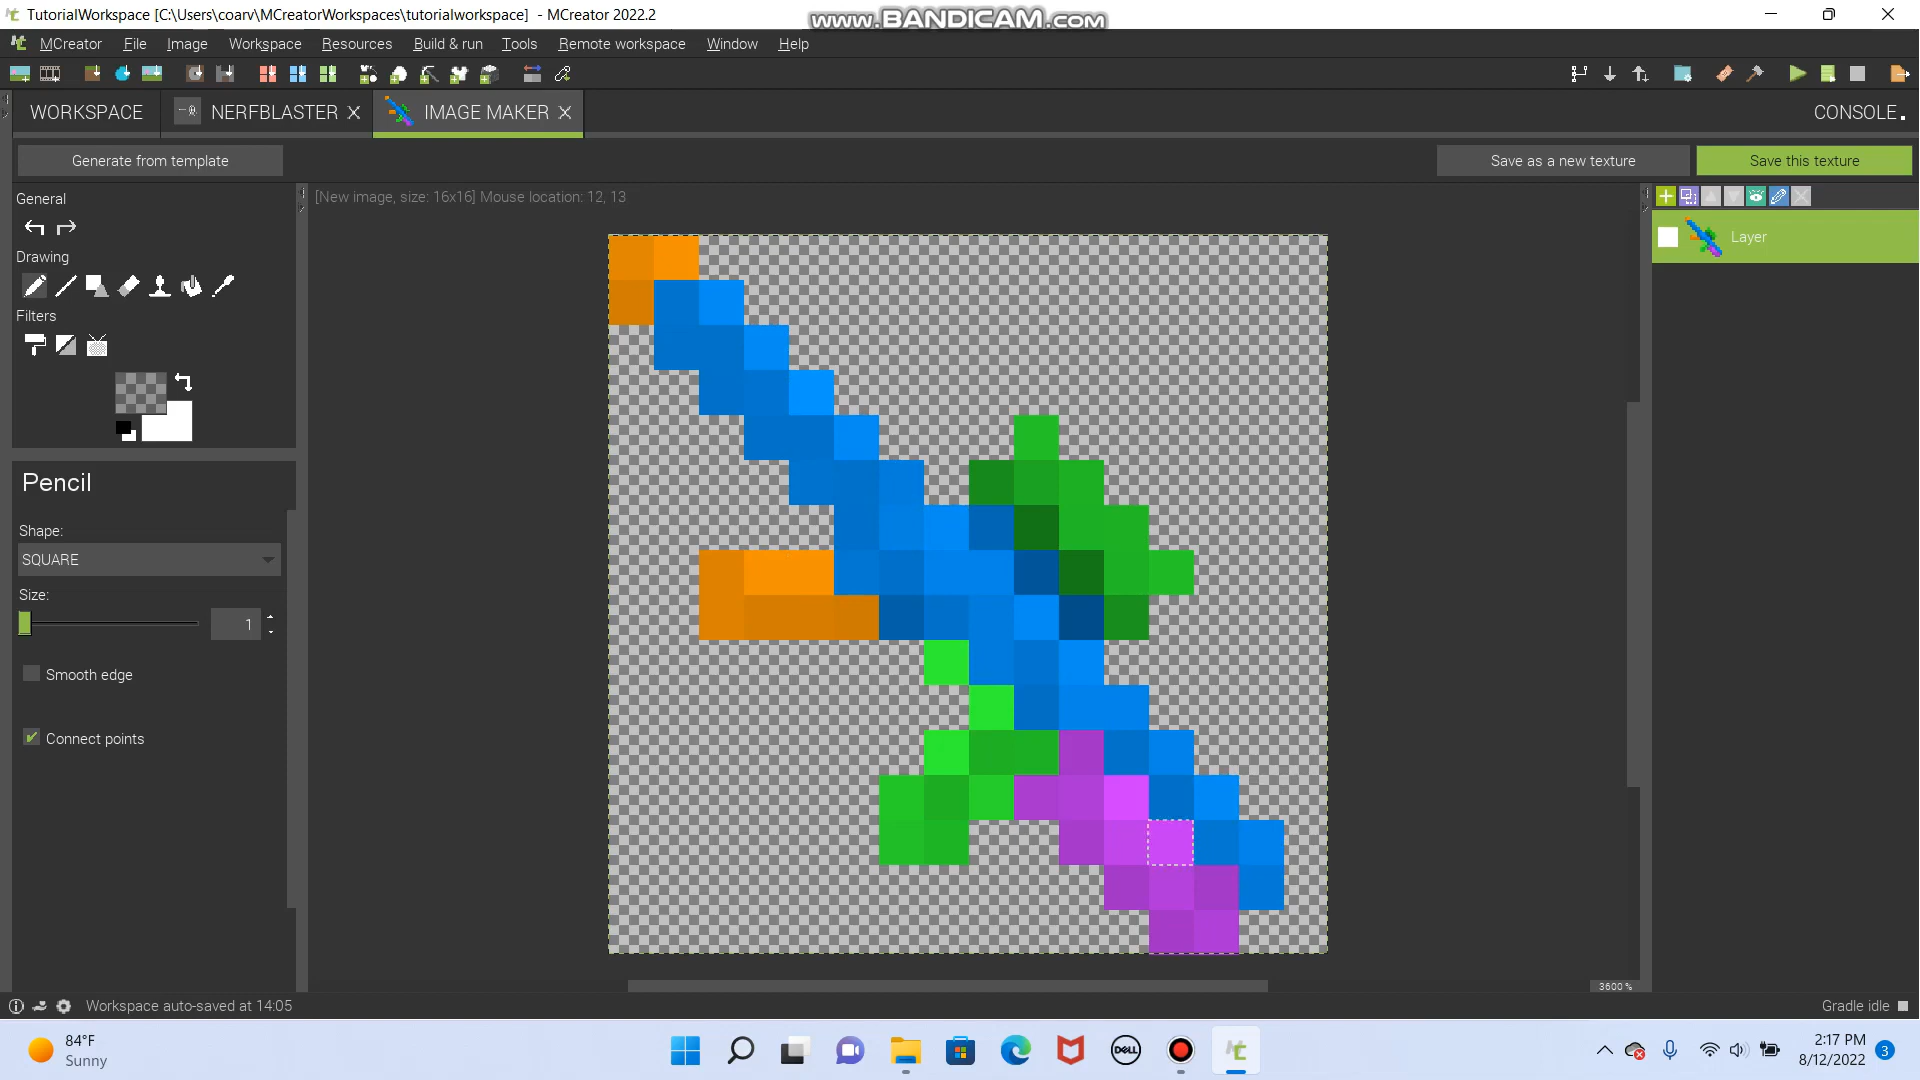 TutorialWorkspace [C:\Users\coarv\MCreatorWorkspaces\tutorialworkspace] - MCreator 2022.2
www.BANDICAM.com
MCreator File Image Workspace Resources Build & run Tools Remote workspace Window Help
WORKSPACE NERFBLASTER IMAGE MAKER CONSOLE
Generate from template Save as a new texture Save this texture
General
[New image, size: 16x16] Mouse location: 12, 13
Layer
Drawing
Filters
Pencil
Shape:
SQUARE
Size:
1
Smooth edge
Connect points
3600 %
Workspace auto-saved at 14:05 Gradle idle
84°F
Sunny
DELL
2:17 PM
8/12/2022
3